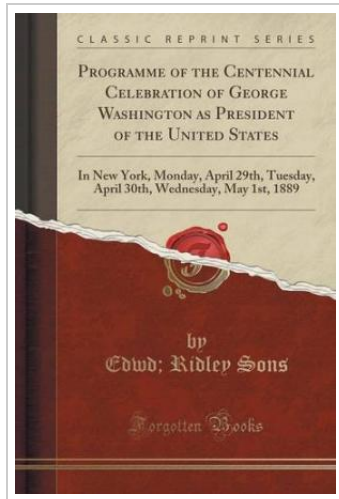 CLASSIC REPRINT SERIES
PROGRAMME OF THE CENTENNIAL
CELEBRATION OF GEORGE
WASHINGTON AS PRESIDENT
OF THE UNITED STATES
In New York, Monday, April 29th, Tuesday,
April 30th, Wednesday, May 1st, 1889
by
Edwd; Ridley Sons
Forgotten Books